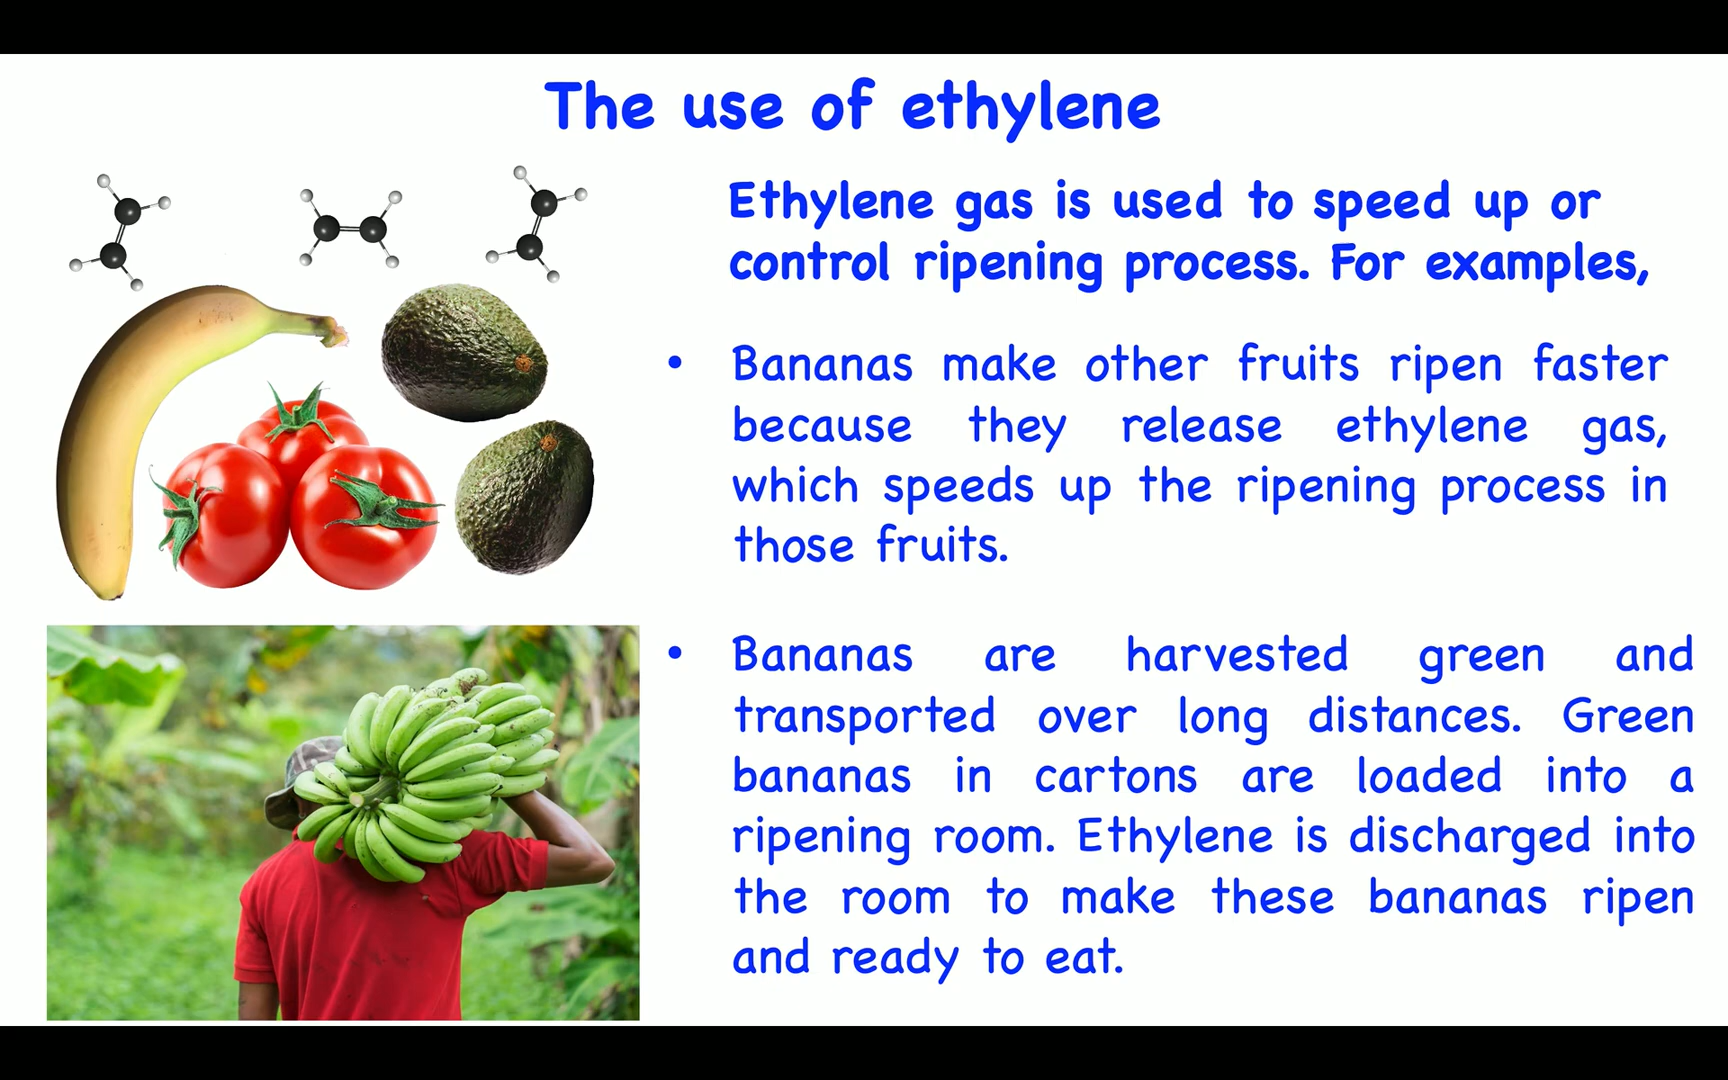 The use of ethylene
Ethylene gas is used to speed up or
control ripening process. For examples,
• Bananas make other fruits ripen faster
because they release ethylene gas,
which speeds up the ripening process in
those fruits.
• Bananas are harvested green and
transported over long distances. Green
bananas in cartons are loaded into a
ripening room. Ethylene is discharged into
the room to make these bananas ripen
and ready to eat.